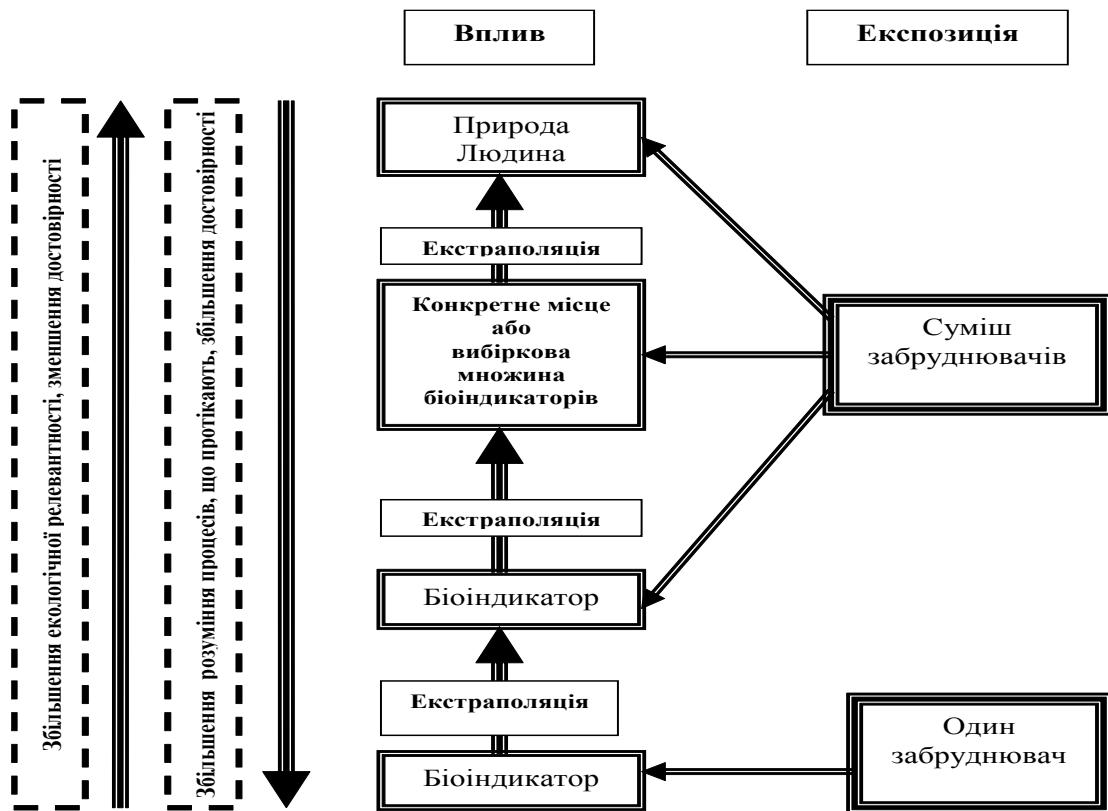 Вплив
Експозиція
Збільшення екологічної релевантності, зменшення достовірності
Збільшення розуміння процесів, що протікають, збільшення достовірності
Природа
Людина
Екстраполяція
Конкретне місце
або
вибіркова
множина
біоіндикаторів
Суміш
забруднювачів
Екстраполяція
Біоіндикатор
Екстраполяція
Один
забруднювач
Біоіндикатор